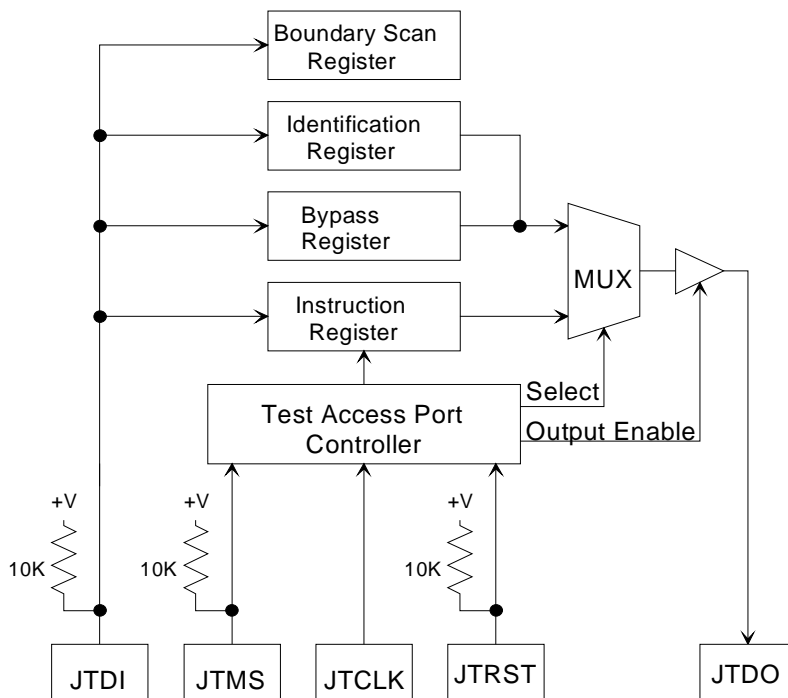 Boundary Scan
Register
Identification
Register
Bypass
Register
Instruction
Register
MUX
Select
Test Access Port
Controller
Output Enable
+V
+V
+V
10K
10K
10K
JTDI
JTMS
JTCLK
JTRST
JTDO